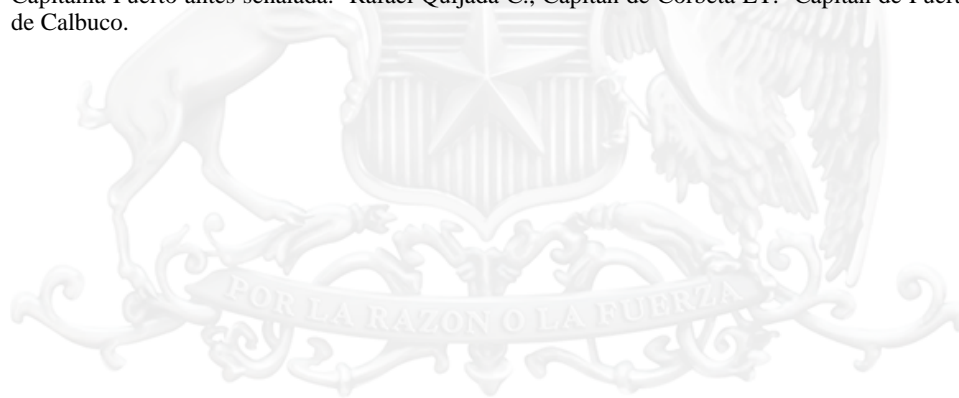 Capitanía Puerto antes señalada.- Rafael Quijada C., Capitán de Corbeta LT.- Capitán de Puert
de Calbuco.
POR LA RAZON O LA FUERZA